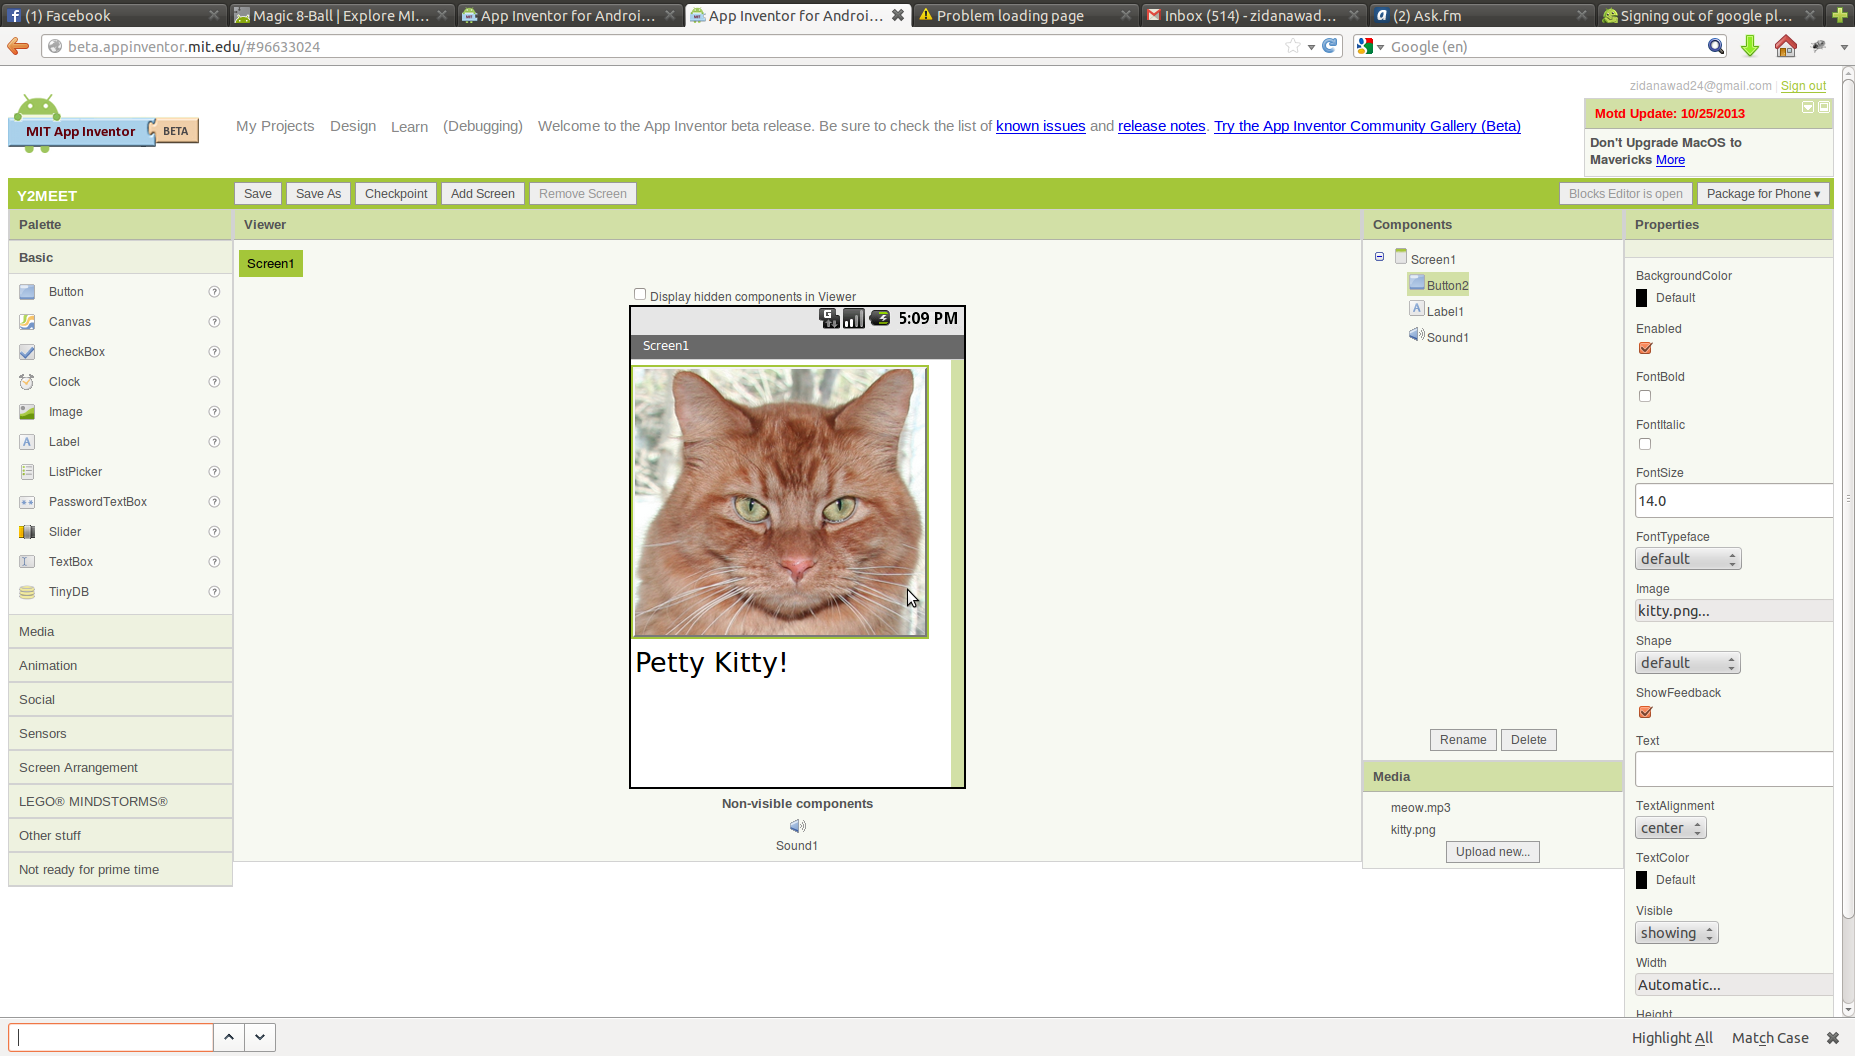 (1) Facebook
Magic 8-Ball | Explore MI...
App Inventor for Androi...
App Inventor for Androi...
Problem loading page
Inbox (514) - zidanawad...
(2) Ask.fm
Signing out of google pl...
beta.appinventor.mit.edu/#96633024
Google (en)
zidanawad24@gmail.com | Sign out
MIT App Inventor BETA
My Projects Design Learn (Debugging) Welcome to the App Inventor beta release. Be sure to check the list of known issues and release notes. Try the App Inventor Community Gallery (Beta)
Motd Update: 10/25/2013
Don't Upgrade MacOS to
Mavericks More
Y2MEET
Save Save As Checkpoint Add Screen Remove Screen
Blocks Editor is open Package for Phone ▾
Palette
Basic
Button ?
Canvas ?
CheckBox ?
Clock ?
Image ?
Label ?
ListPicker ?
PasswordTextBox ?
Slider ?
TextBox ?
TinyDB ?
Media
Animation
Social
Sensors
Screen Arrangement
LEGO® MINDSTORMS®
Other stuff
Not ready for prime time
Viewer
Screen1
Display hidden components in Viewer
5:09 PM
Screen1
Petty Kitty!
Non-visible components
Sound1
Components
Screen1
Button2
Label1
Sound1
Rename Delete
Media
meow.mp3
kitty.png
Upload new...
Properties
BackgroundColor
Default
Enabled
FontBold
FontItalic
FontSize
14.0
FontTypeface
default
Image
kitty.png...
Shape
default
ShowFeedback
Text
TextAlignment
center
TextColor
Default
Visible
showing
Width
Automatic...
Height
Highlight All Match Case